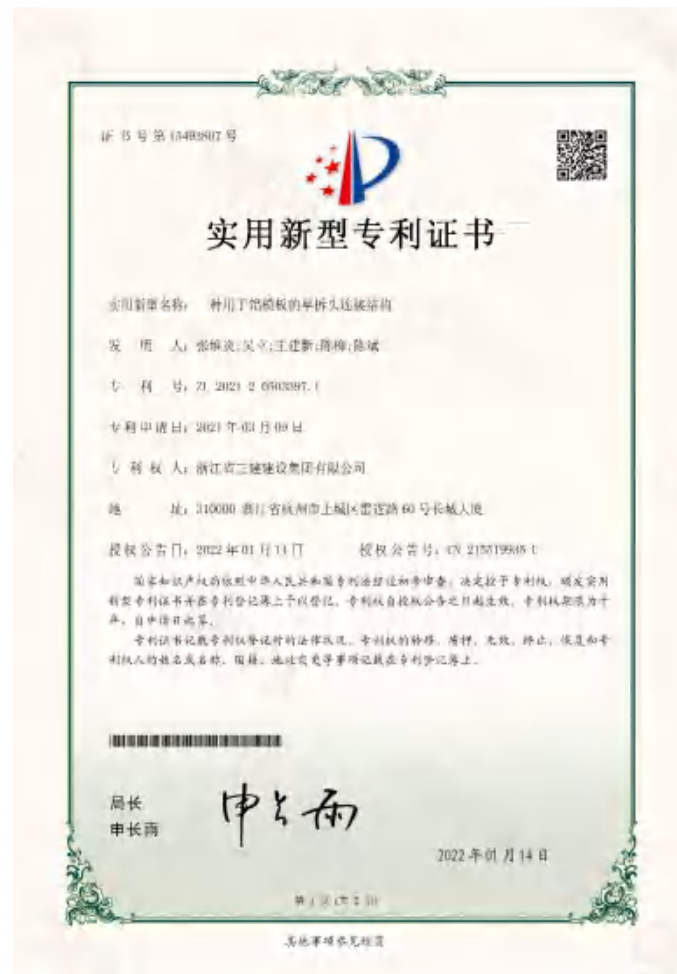 证书号第15493807号
实用新型专利证书
实用新型名称：一种用于铝模板的早拆头连接结构
发 明 人：张维炎;吴立;王建新;陈柳;陈斌
专 利 号：ZL 2021 2 0503397.1
专利申请日：2021年03月09日
专 利 权 人：浙江省三建建设集团有限公司
地 址：310000 浙江省杭州市上城区雷霆路60号长城大厦
授权公告日：2022年01月14日 授权公告号：CN 215519935 U
国家知识产权局依照中华人民共和国专利法经过初步审查，决定授予专利权，颁发实用
新型专利证书并在专利登记簿上予以登记。专利权自授权公告之日起生效。专利权期限为十
年，自申请日起算。
专利证书记载专利权登记时的法律状况。专利权的转移、质押、无效、终止、恢复和专
利权人的姓名或名称、国籍、地址变更等事项记载在专利登记簿上。
局长
申长雨
申长雨
2022年01月14日
第 1 页 (共 2 页)
其他事项参见续页